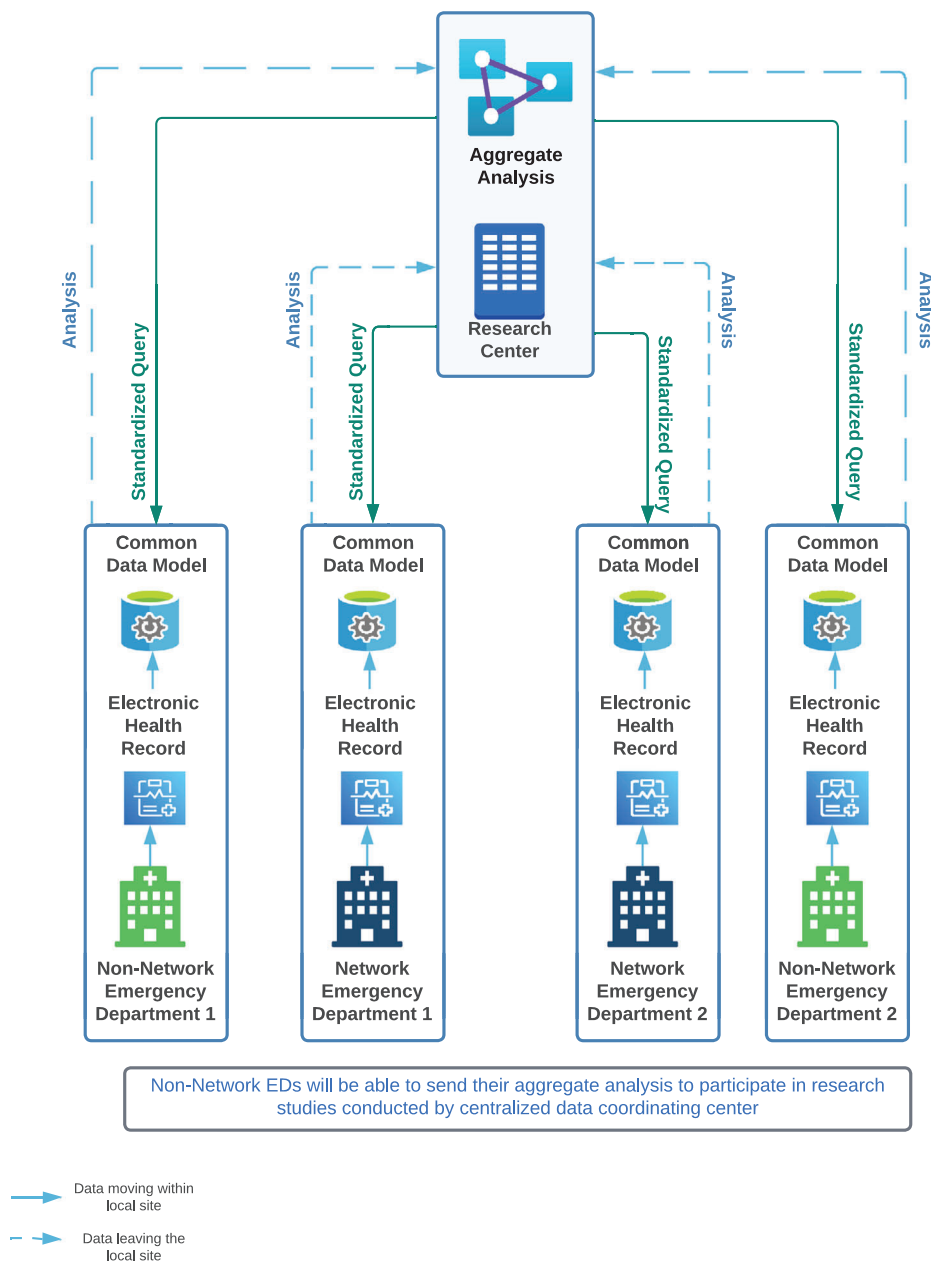 Aggregate
Analysis
Research
Center
Analysis
Standardized Query
Analysis
Standardized Query
Standardized Query
Analysis
Standardized Query
Analysis
Common
Data Model
Electronic
Health
Record
Non-Network
Emergency
Department 1
Common
Data Model
Electronic
Health
Record
Network
Emergency
Department 1
Common
Data Model
Electronic
Health
Record
Network
Emergency
Department 2
Common
Data Model
Electronic
Health
Record
Non-Network
Emergency
Department 2
Non-Network EDs will be able to send their aggregate analysis to participate in research
studies conducted by centralized data coordinating center
Data moving within
local site
Data leaving the
local site